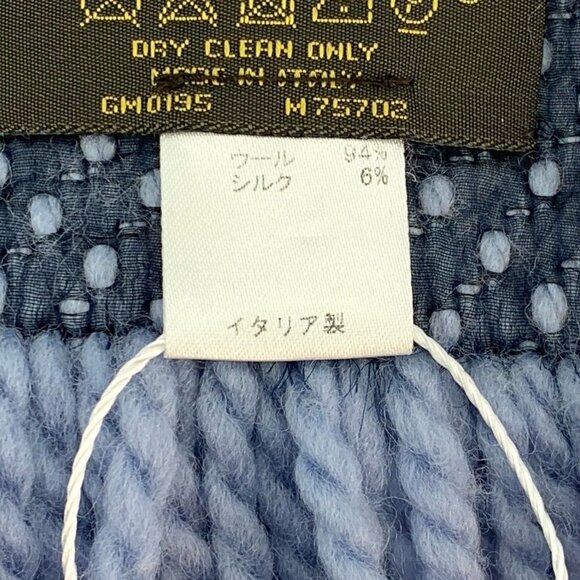 DRY CLEAN ONLY
MADE IN ITALY
GM0195 M75702
ウール 94%
シルク 6%
イタリア製